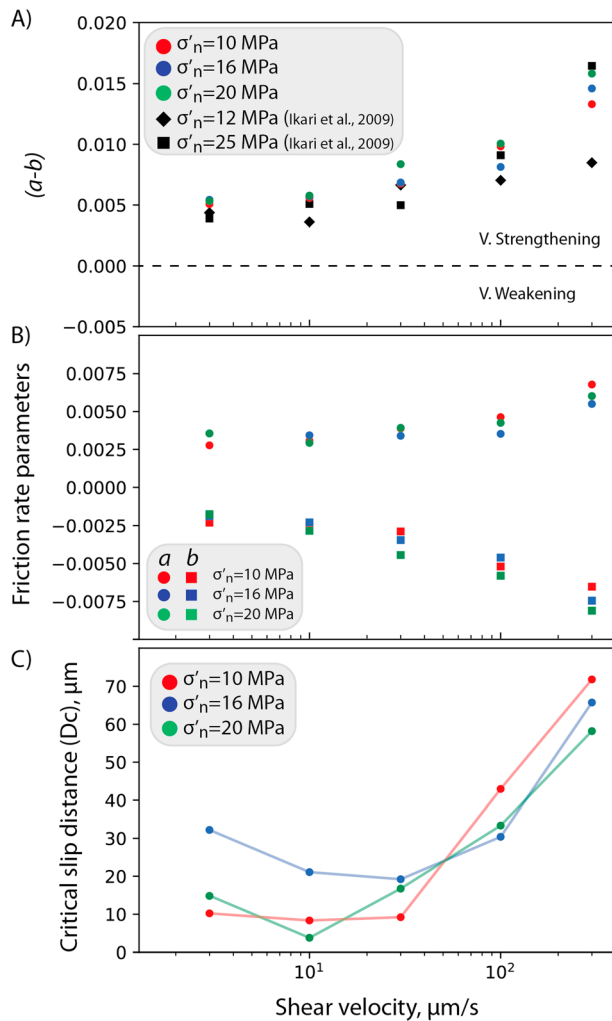 A)
0.020
0.015
0.010
0.005
0.000
−0.005
(a-b)
σ'n=10 MPa
σ'n=16 MPa
σ'n=20 MPa
σ'n=12 MPa (Ikari et al., 2009)
σ'n=25 MPa (Ikari et al., 2009)
V. Strengthening
V. Weakening
B)
0.0075
0.0050
0.0025
0.0000
−0.0025
−0.0050
−0.0075
Friction rate parameters
a b
σ'n=10 MPa
σ'n=16 MPa
σ'n=20 MPa
C)
70
60
50
40
30
20
10
0
Critical slip distance (Dc), μm
σ'n=10 MPa
σ'n=16 MPa
σ'n=20 MPa
10¹ 10²
Shear velocity, μm/s